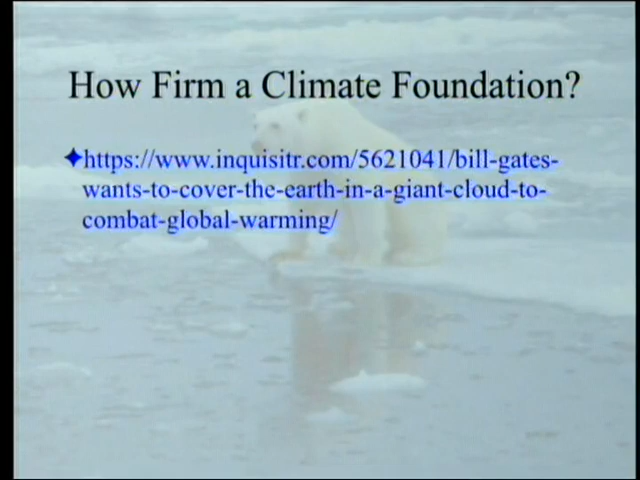 How Firm a Climate Foundation?
✦https://www.inquisitr.com/5621041/bill-gates-
wants-to-cover-the-earth-in-a-giant-cloud-to-
combat-global-warming/